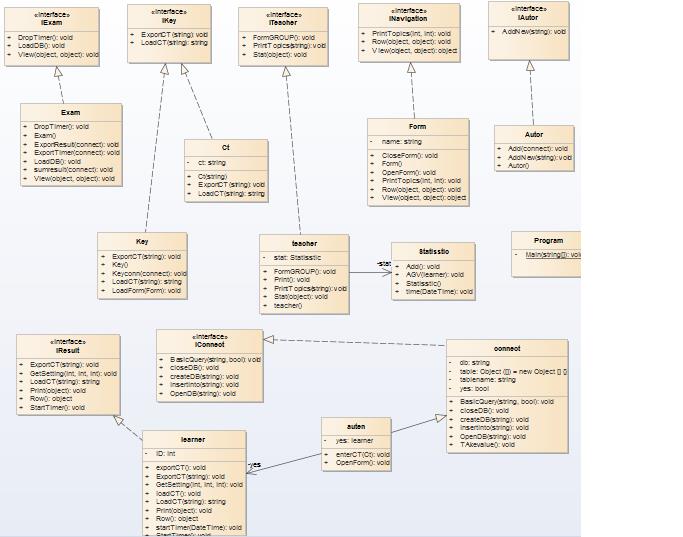 «interface»
IExam
+ DropTimer(): void
+ LoadDB(): void
+ View(object, object): void
«interface»
IKey
+ ExportCT(string): void
+ LoadCT(string): string
«interface»
ITeacher
+ FormGROUP(): void
+ PrintTopics(string): void
+ Stat(object): void
«interface»
INavigation
+ PrintTopics(int, int): void
+ Row(object, object): void
+ View(object, object): object
«interface»
IAutor
+ AddNew(string): void
Exam
+ DropTimer(): void
+ Exam()
+ ExportResult(connect): void
+ ExportTimer(connect): void
+ LoadDB(): void
+ sumresult(connect): void
+ View(object, object): void
Ct
- ct: string
+ Ct(string)
+ ExportCT(string): void
+ LoadCT(string): string
Form
- name: string
+ CloseForm(): void
+ Form()
+ OpenForm(): void
+ PrintTopics(int, int): void
+ Row(object, object): void
+ View(object, object): object
Autor
+ Add(connect): void
+ AddNew(string): void
+ Autor()
Key
+ ExportCT(string): void
+ Key()
+ Keyconn(connect): void
+ LoadCT(string): string
+ LoadForm(Form): void
teacher
- stat: Statisstic
+ FormGROUP(): void
+ Print(): void
+ PrintTopics(string): void
+ Stat(object): void
+ teacher()
-stat
Statisstic
+ Add(): void
+ AGV(learner): void
+ Statisstic()
+ time(DateTime): void
Program
- Main(string[]): void
«interface»
IResult
+ ExportCT(string): void
+ GetSetting(int, int, int): void
+ LoadCT(string): string
+ Print(object): void
+ Row(): object
+ StartTimer(): void
«interface»
IConnect
+ BasicQuery(string, bool): void
+ closeDB(): void
+ createDB(string): void
+ insertinto(string): void
+ OpenDB(string): void
connect
- db: string
- table: Object ([]) = new Object [] {}
- tablename: string
- yes: bool
+ BasicQuery(string, bool): void
+ closeDB(): void
+ createDB(string): void
+ insertinto(string): void
+ OpenDB(string): void
+ TAkevalue(): void
learner
- ID: int
+ exportCT(): void
+ ExportCT(string): void
+ GetSetting(int, int, int): void
+ loadCT(): void
+ LoadCT(string): string
+ Print(object): void
+ Row(): object
+ startTimer(DateTime): void
+ StartTimer(): void
-yes
auten
- yes: learner
+ enterCT(Ct): void
+ OpenForm(): void